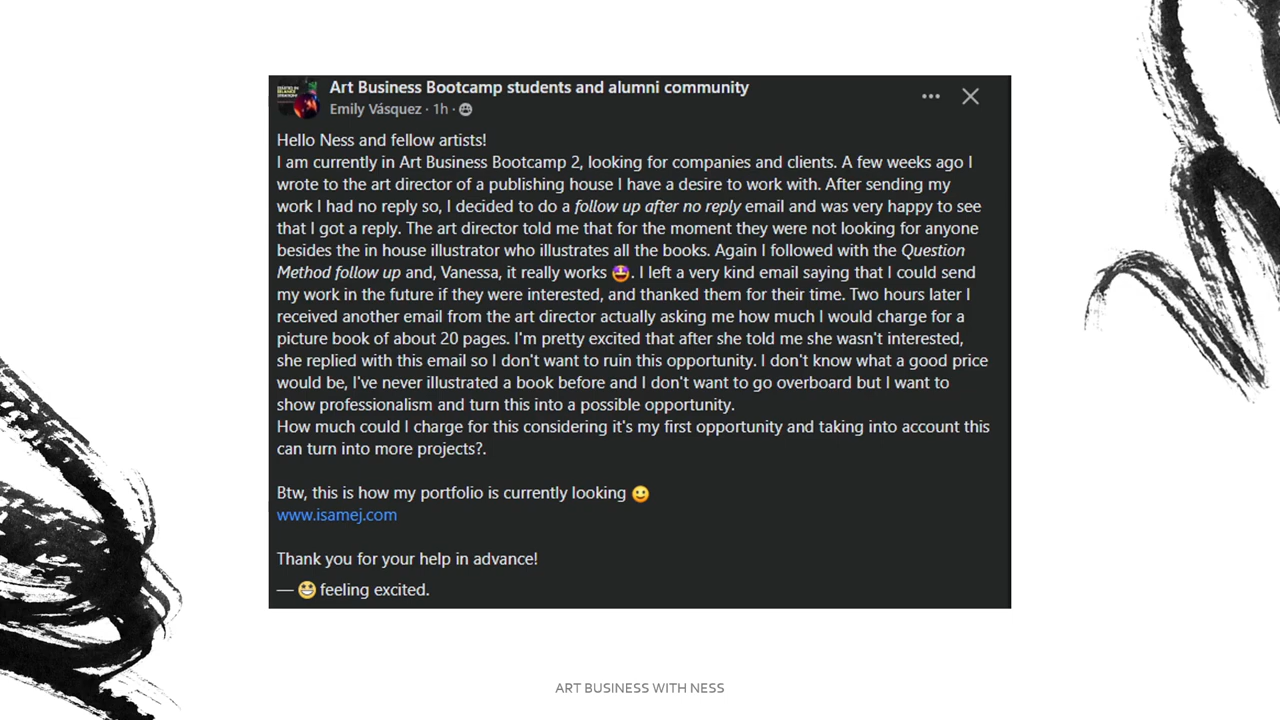 Art Business Bootcamp students and alumni community
Emily Vásquez · 1h ·
Hello Ness and fellow artists!
I am currently in Art Business Bootcamp 2, looking for companies and clients. A few weeks ago I
wrote to the art director of a publishing house I have a desire to work with. After sending my
work I had no reply so, I decided to do a follow up after no reply email and was very happy to see
that I got a reply. The art director told me that for the moment they were not looking for anyone
besides the in house illustrator who illustrates all the books. Again I followed with the Question
Method follow up and, Vanessa, it really works 🤩. I left a very kind email saying that I could send
my work in the future if they were interested, and thanked them for their time. Two hours later I
received another email from the art director actually asking me how much I would charge for a
picture book of about 20 pages. I'm pretty excited that after she told me she wasn't interested,
she replied with this email so I don't want to ruin this opportunity. I don't know what a good price
would be, I've never illustrated a book before and I don't want to go overboard but I want to
show professionalism and turn this into a possible opportunity.
How much could I charge for this considering it's my first opportunity and taking into account this
can turn into more projects?.
Btw, this is how my portfolio is currently looking 😀
www.isamej.com
Thank you for your help in advance!
— 😁 feeling excited.
ART BUSINESS WITH NESS